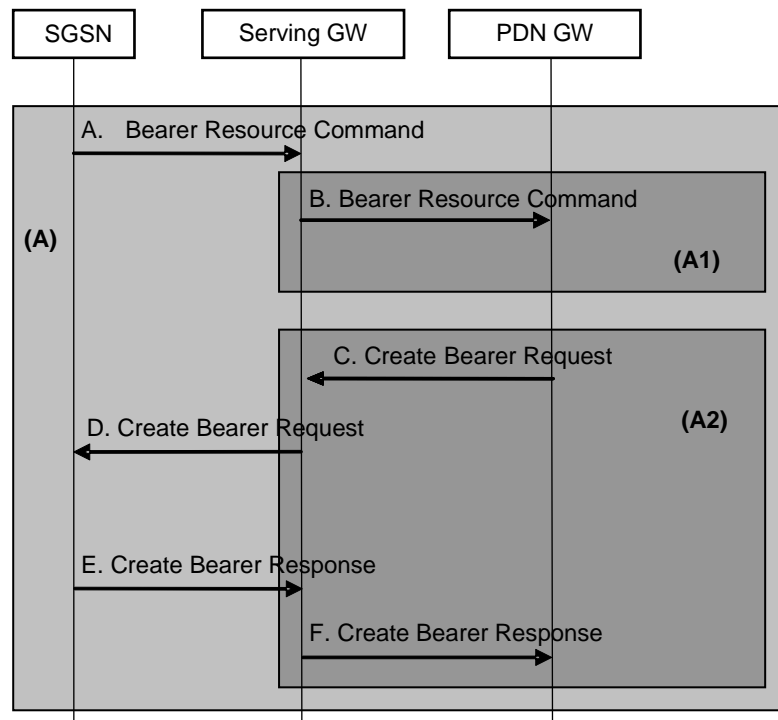 SGSN
Serving GW
PDN GW
A. Bearer Resource Command
B. Bearer Resource Command
(A)
(A1)
C. Create Bearer Request
(A2)
D. Create Bearer Request
E. Create Bearer Response
F. Create Bearer Response